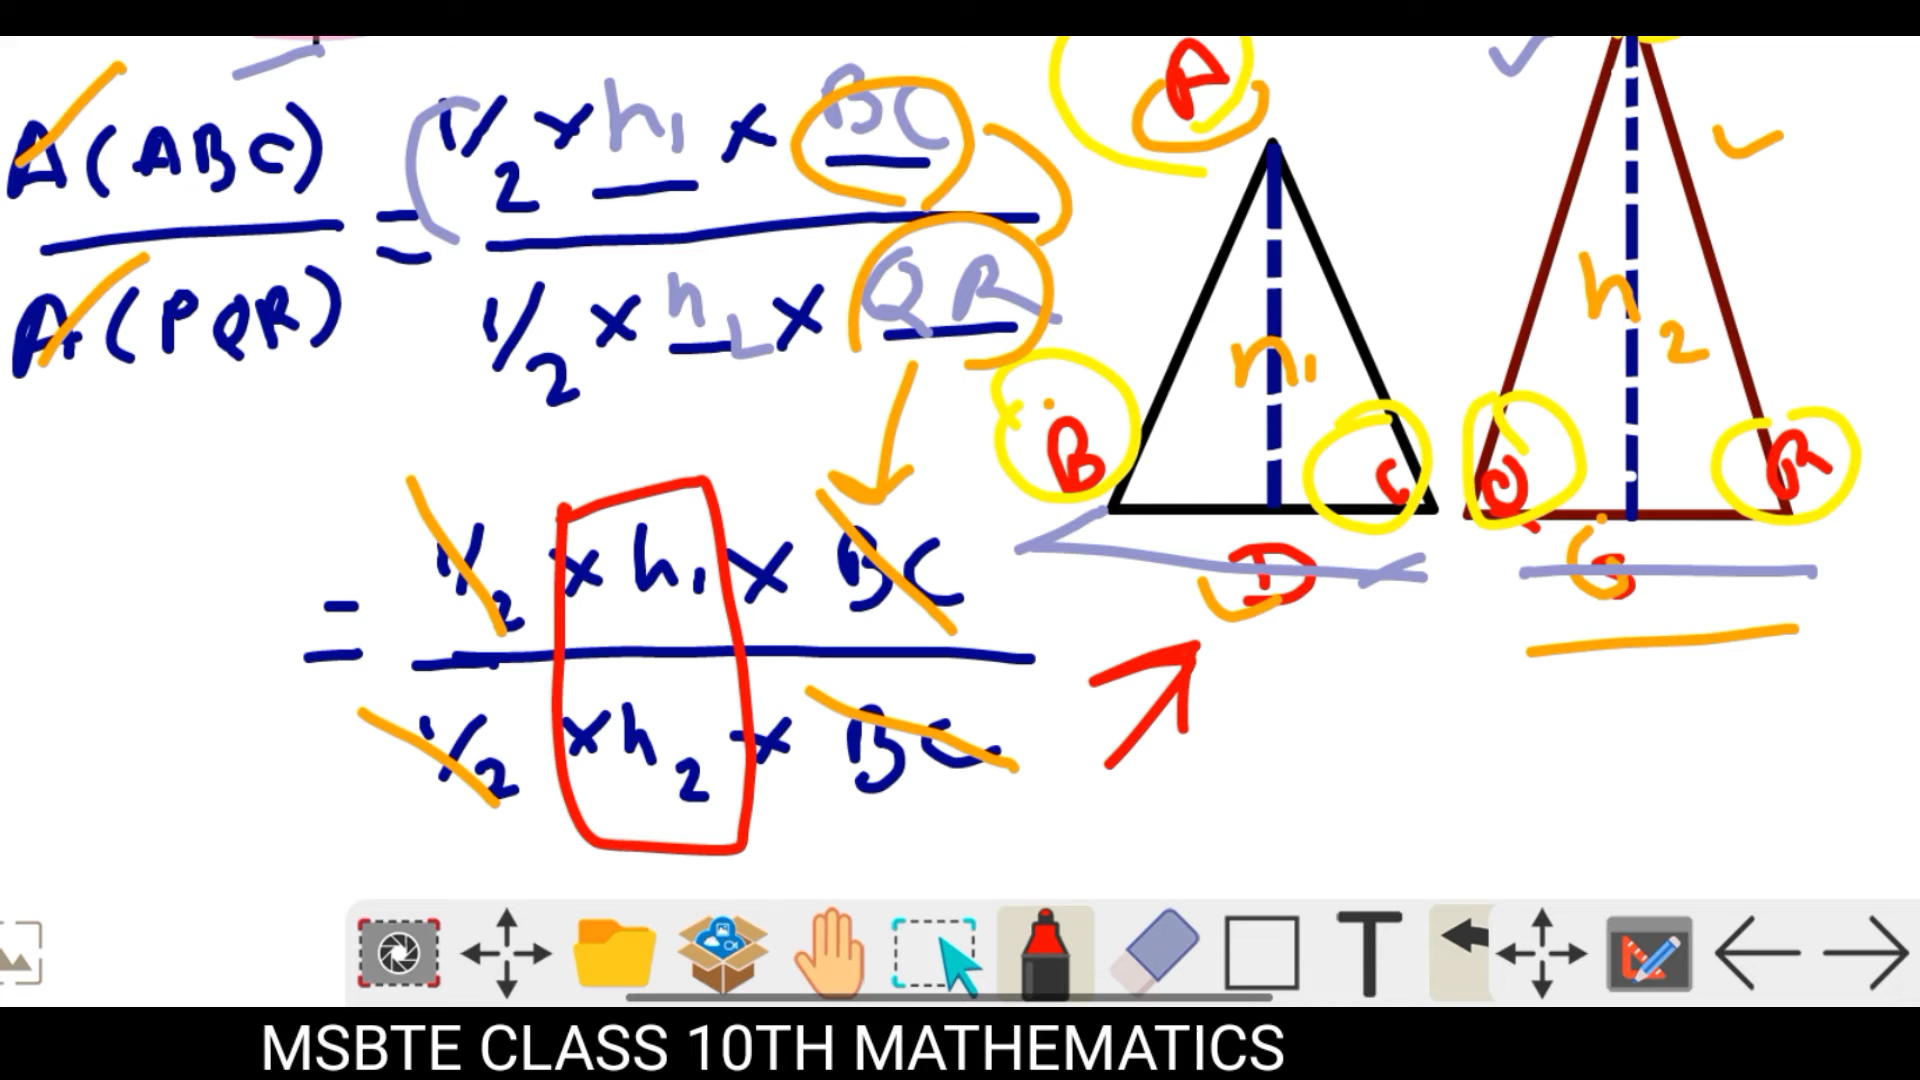 A(ABC) = 1/2 × h1 × BC
A(PQR) 1/2 × h2 × QR
= 1/2 × h1 × BC
1/2 × h2 × BC
A
B
C
D
h1
h2
Q
R
G
T
MSBTE CLASS 10TH MATHEMATICS